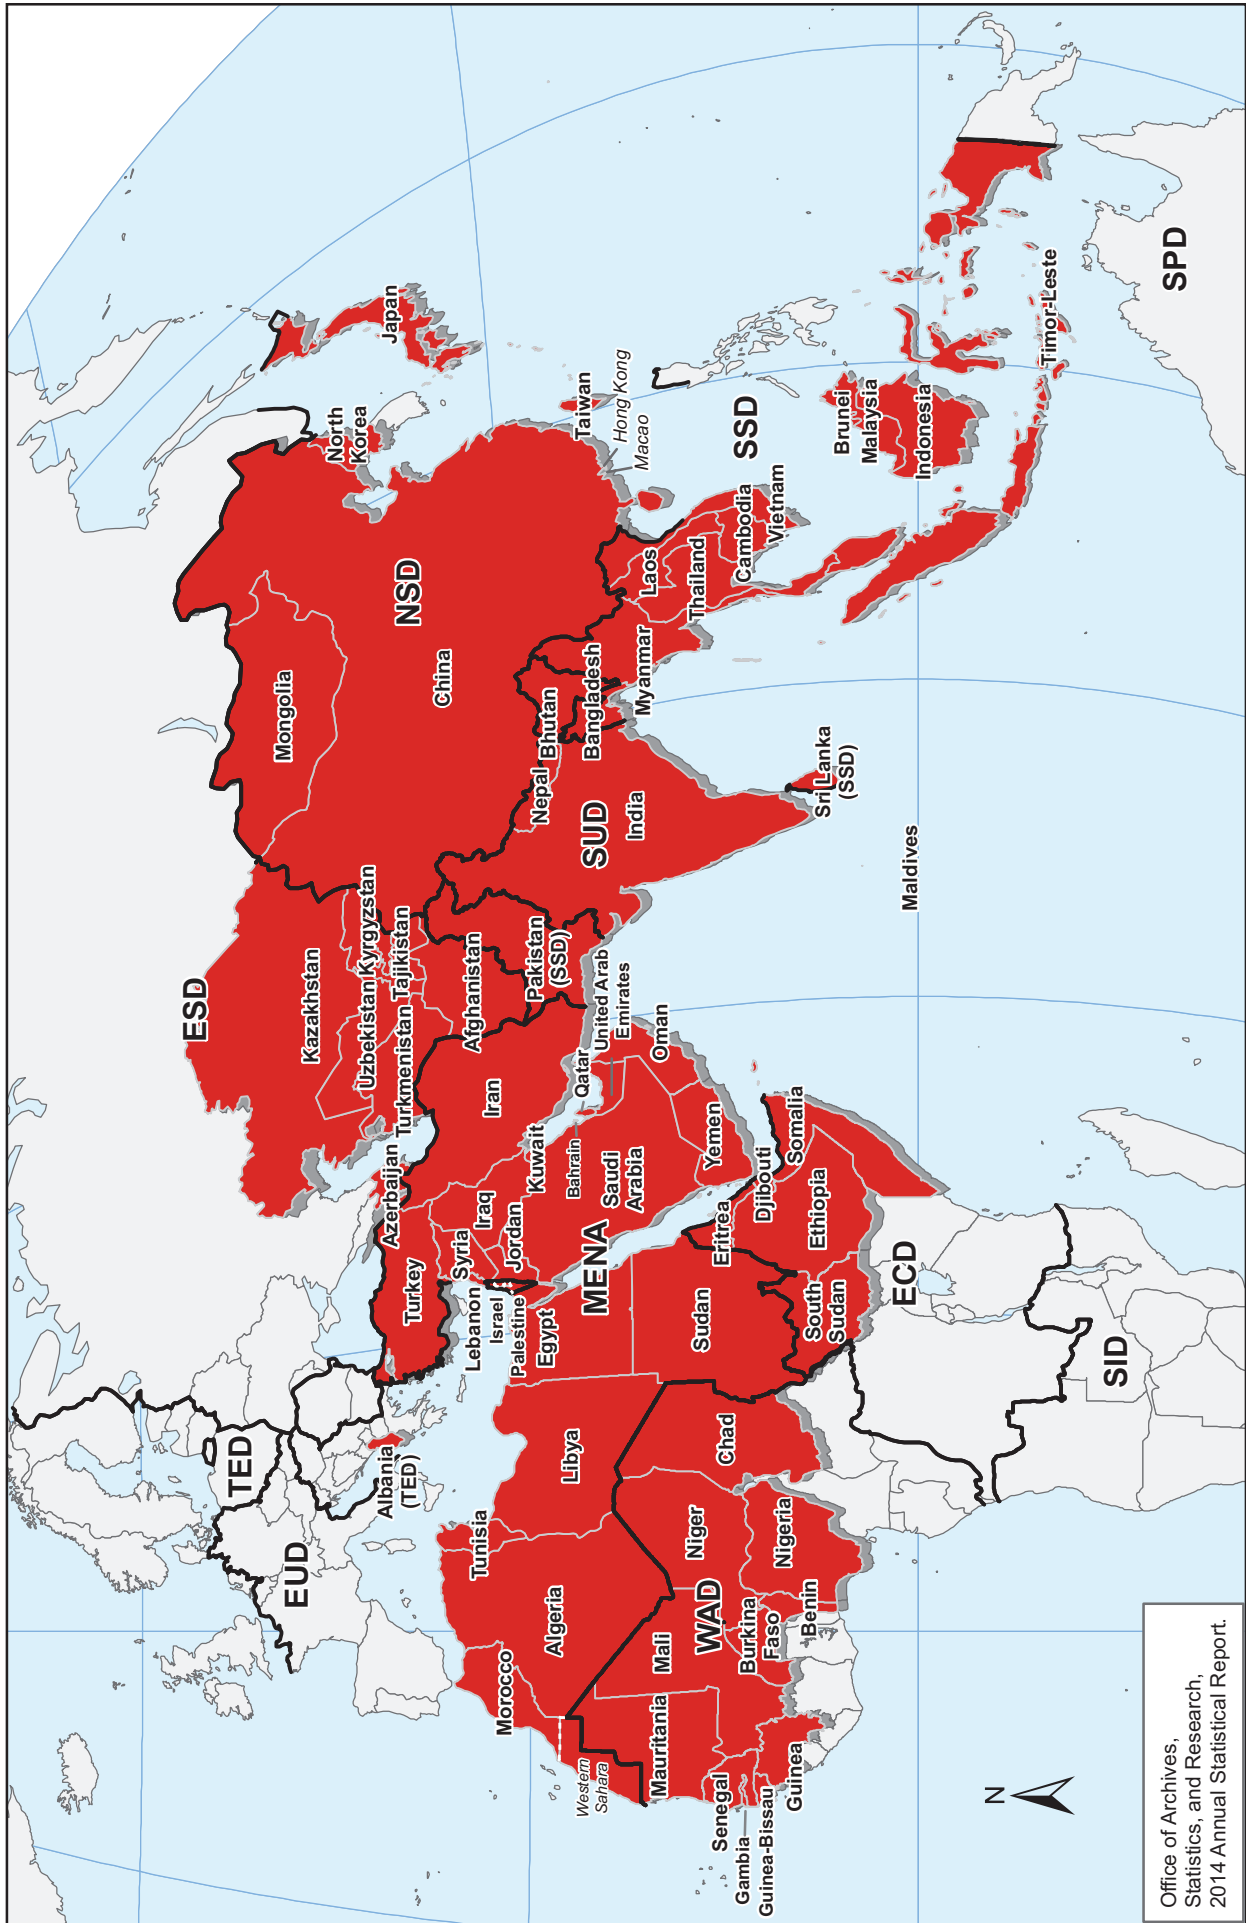 ESD
NSD
SUD
SSD
SPD
MENA
ECD
SID
WAD
EUD
TED
Albania
(TED)
Morocco
Western
Sahara
Algeria
Tunisia
Libya
Egypt
Mauritania
Mali
Niger
Chad
Sudan
Senegal
Gambia
Guinea-Bissau
Guinea
Burkina
Faso
Benin
Nigeria
South
Sudan
Eritrea
Djibouti
Ethiopia
Somalia
Turkey
Azerbaijan
Lebanon
Israel
Palestine
Syria
Iraq
Jordan
Kuwait
Bahrain
Saudi
Arabia
Qatar
United Arab
Emirates
Oman
Yemen
Iran
Kazakhstan
Uzbekistan
Kyrgyzstan
Turkmenistan
Tajikistan
Afghanistan
Pakistan
(SSD)
Mongolia
China
Nepal
Bhutan
Bangladesh
India
Sri Lanka
(SSD)
Maldives
Myanmar
Laos
Thailand
Cambodia
Vietnam
North
Korea
Japan
Taiwan
Hong Kong
Macao
Brunei
Malaysia
Indonesia
Timor-Leste
N
Office of Archives,
Statistics, and Research,
2014 Annual Statistical Report.